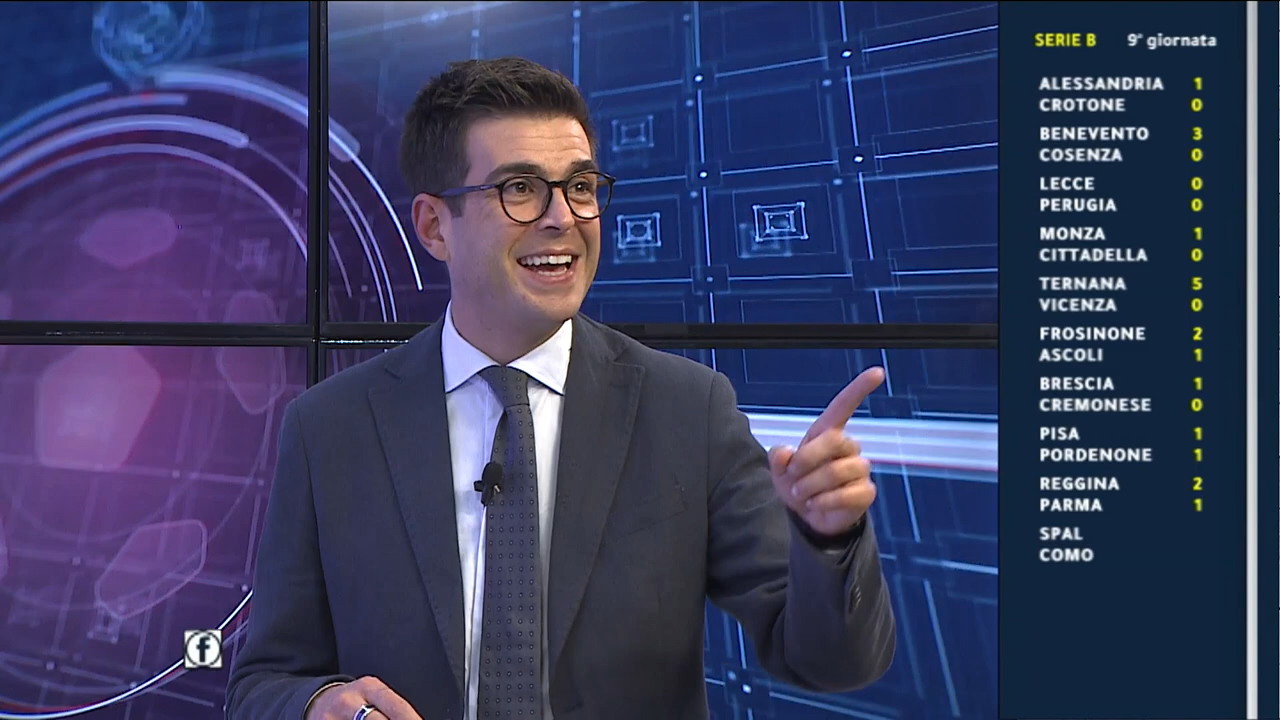 SERIE B 9ª giornata
ALESSANDRIA 1
CROTONE 0
BENEVENTO 3
COSENZA 0
LECCE 0
PERUGIA 0
MONZA 1
CITTADELLA 0
TERNANA 5
VICENZA 0
FROSINONE 2
ASCOLI 1
BRESCIA 1
CREMONESE 0
PISA 1
PORDENONE 1
REGGINA 2
PARMA 1
SPAL
COMO
f